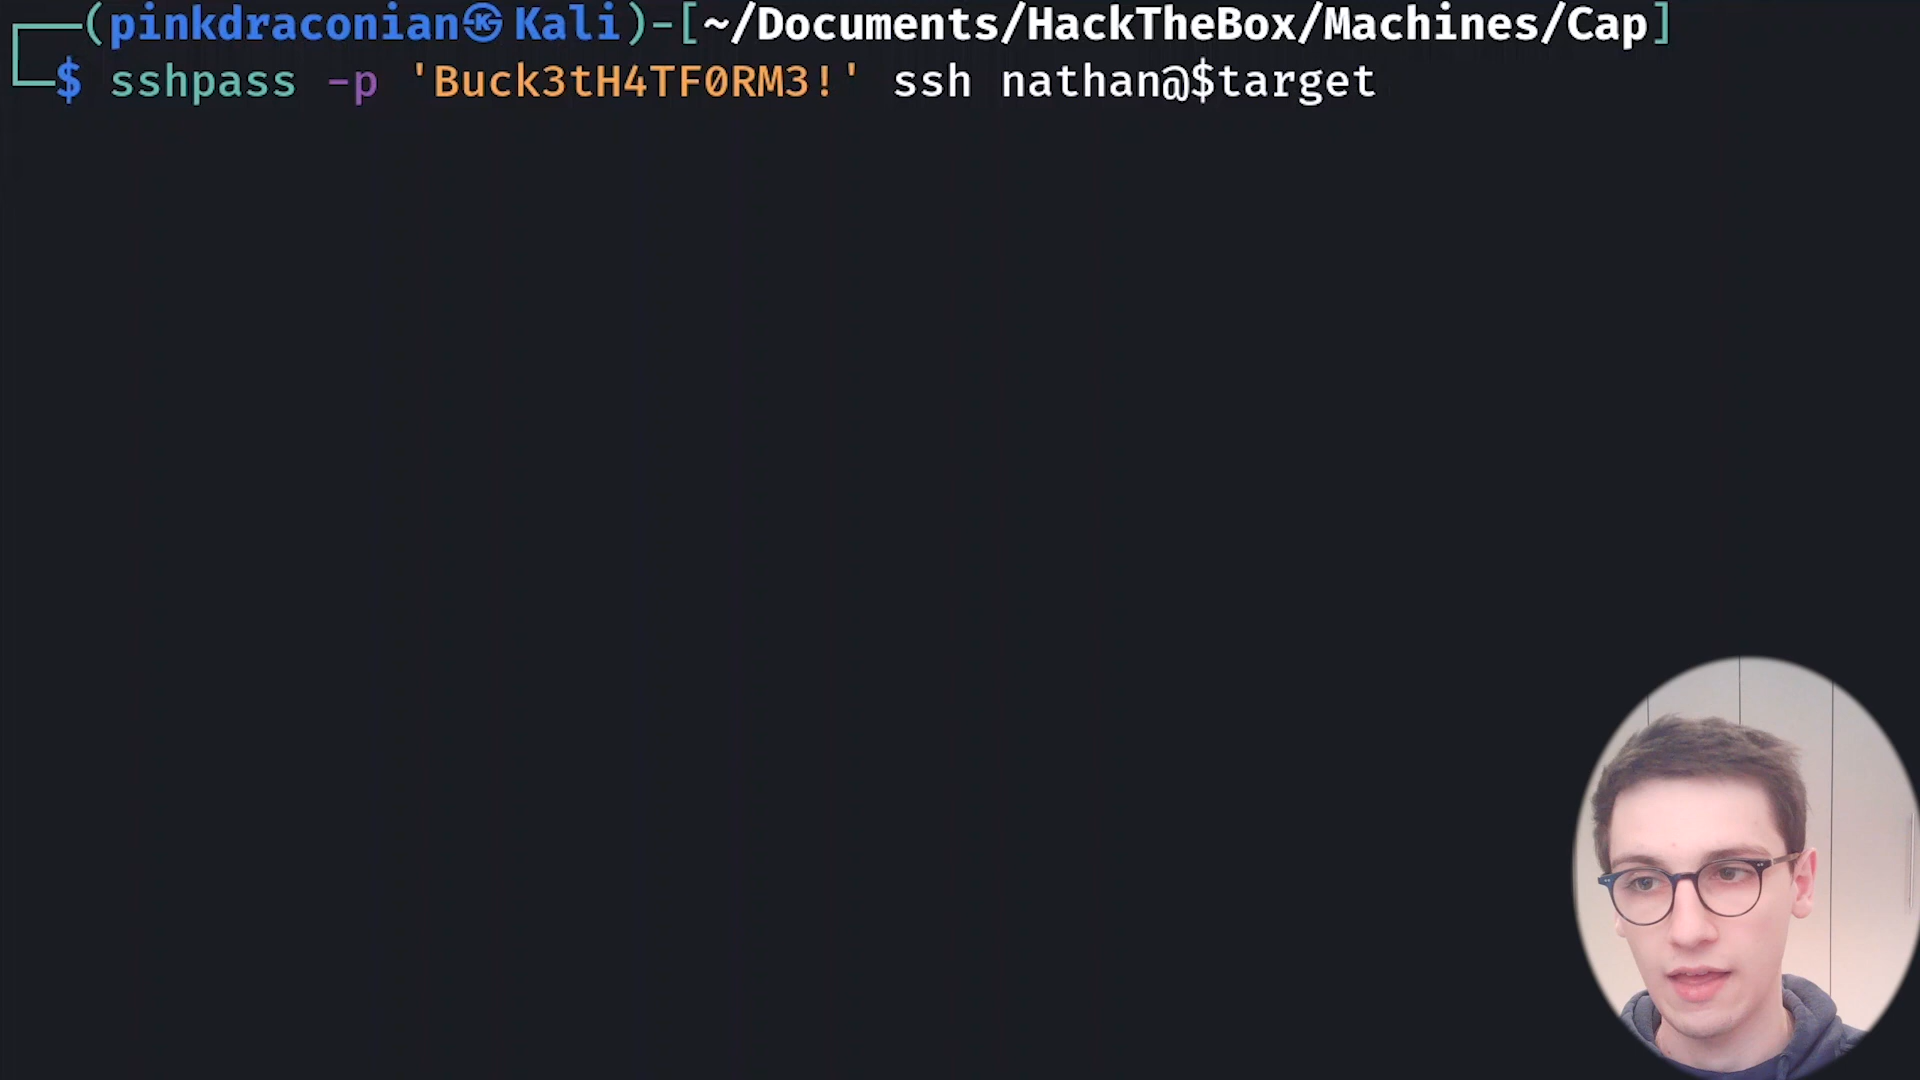 (pinkdraconian㉿Kali)-[~/Documents/HackTheBox/Machines/Cap]
$ sshpass -p 'Buck3tH4TF0RM3!' ssh nathan@$target